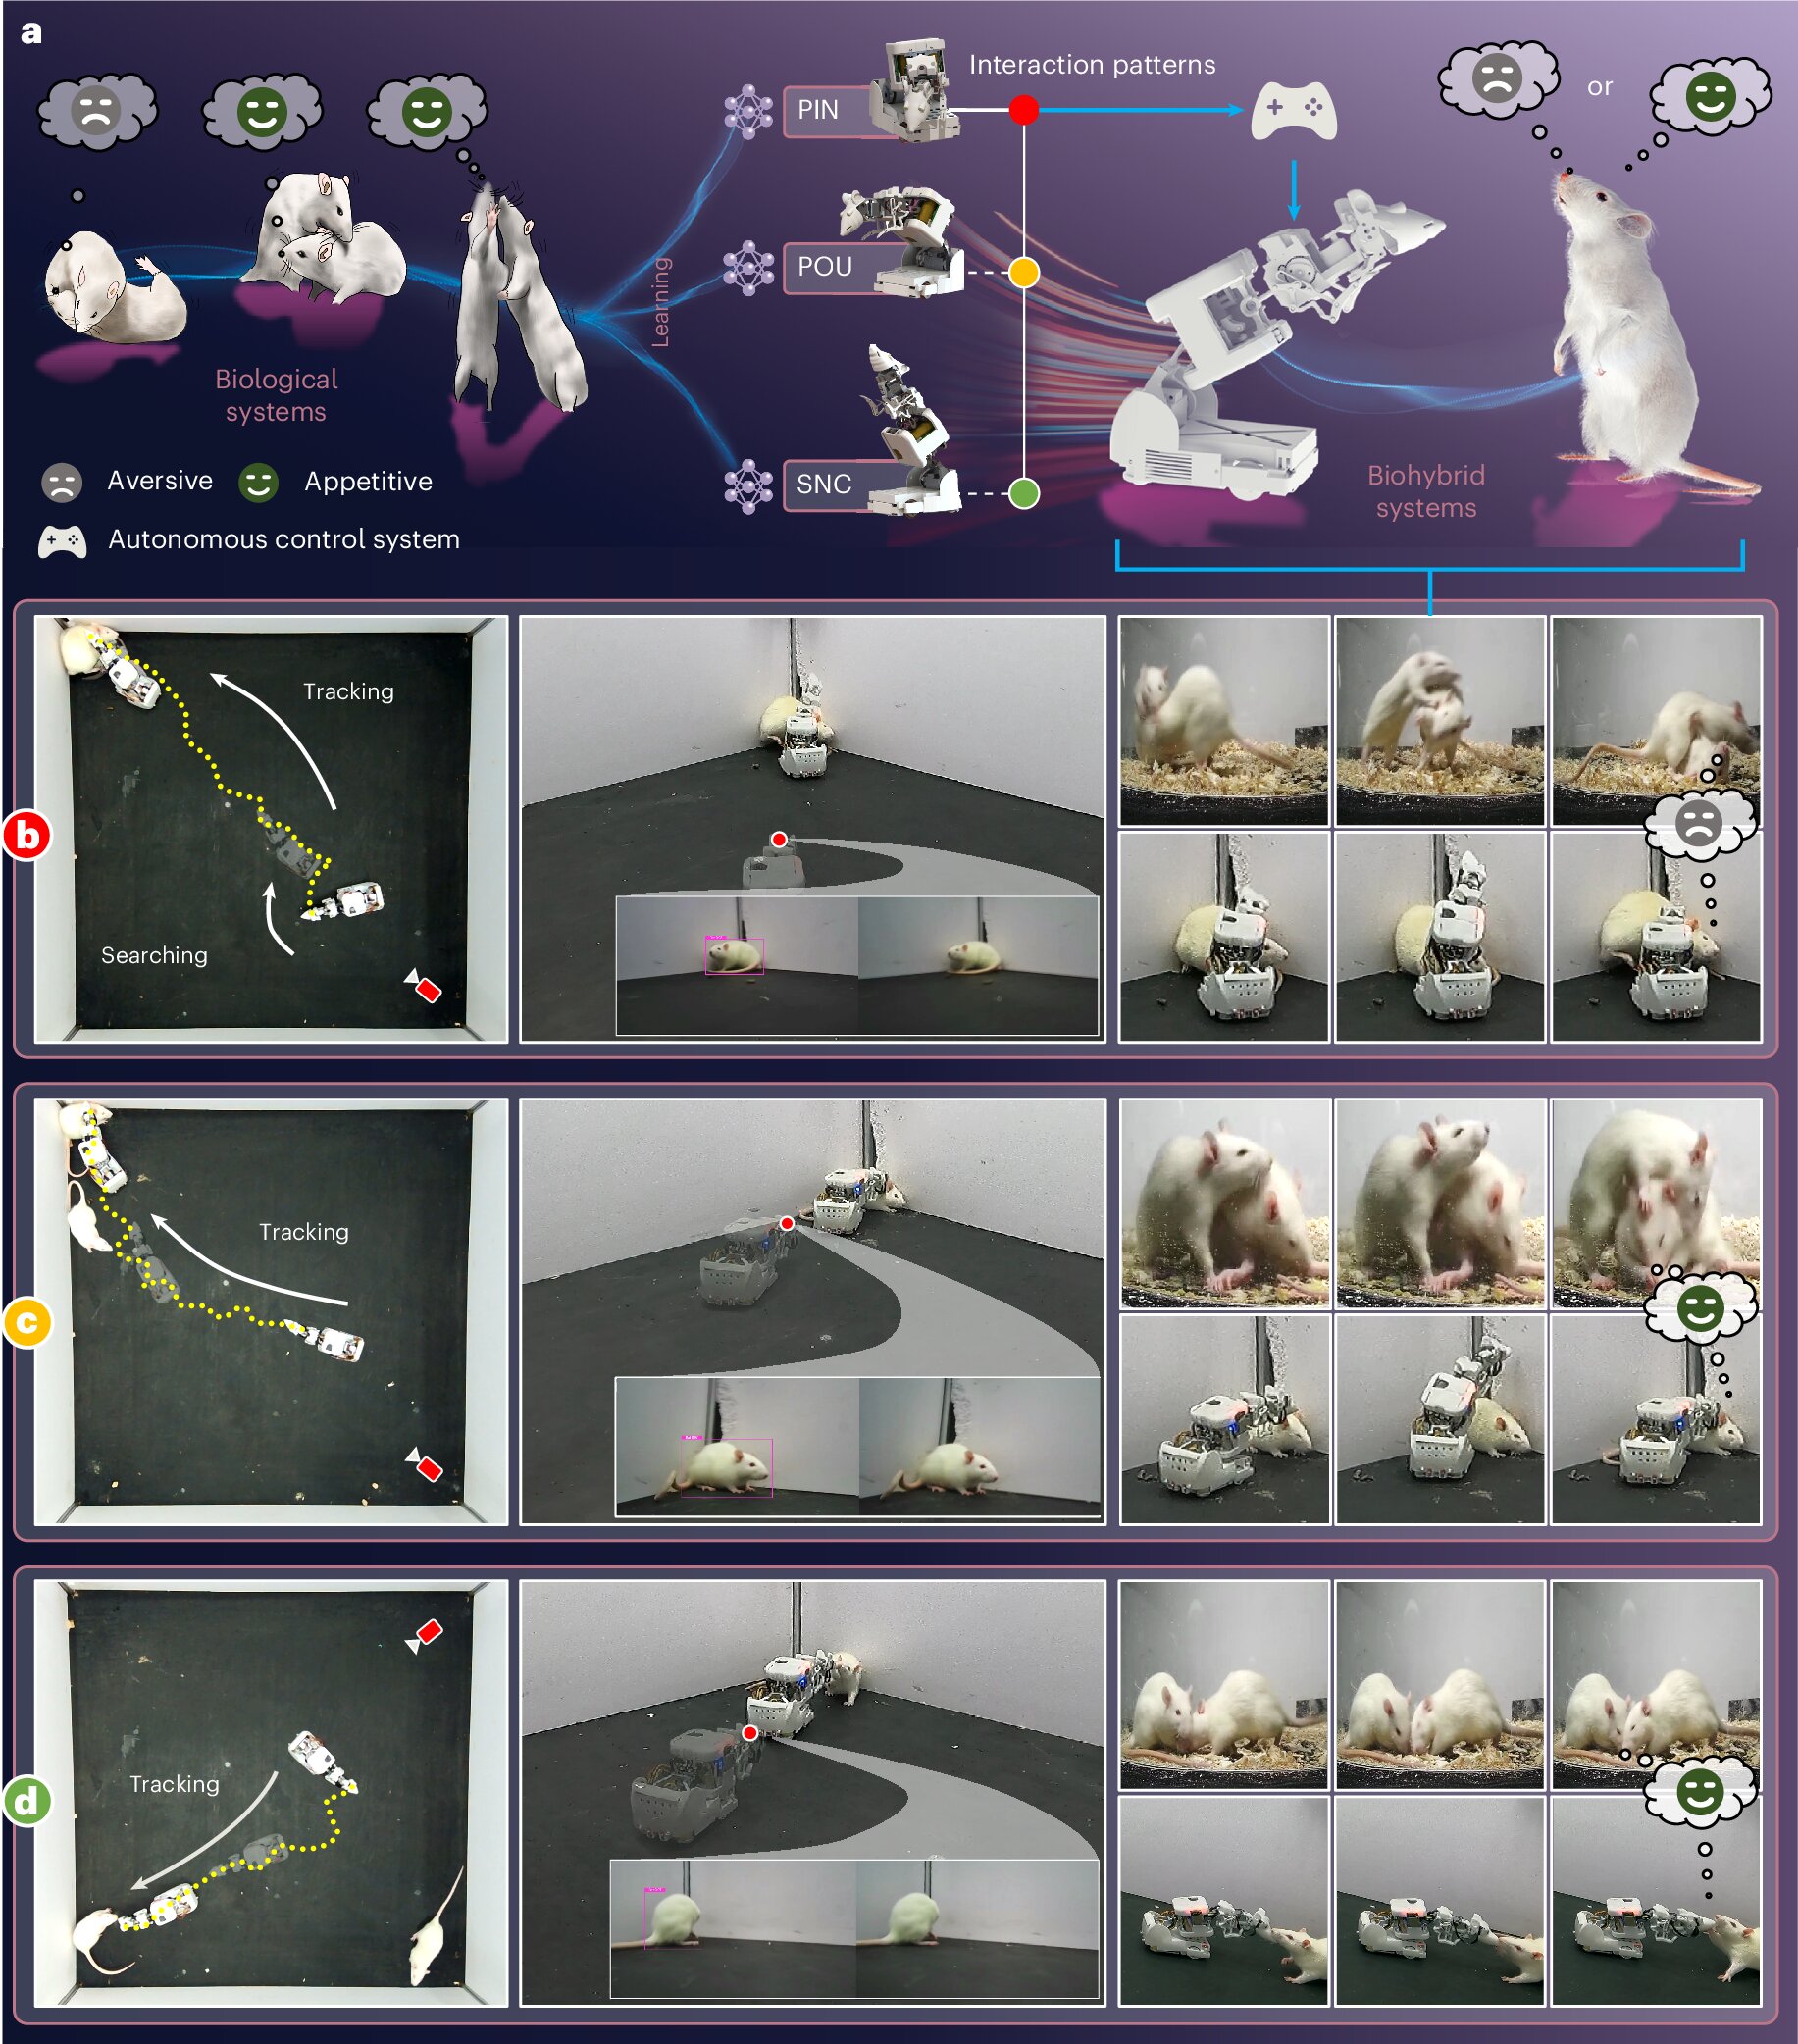 a
Interaction patterns
or
PIN
POU
Learning
SNC
Biological
systems
Biohybrid
systems
Aversive
Appetitive
Autonomous control system
b
Tracking
Searching
c
Tracking
d
Tracking